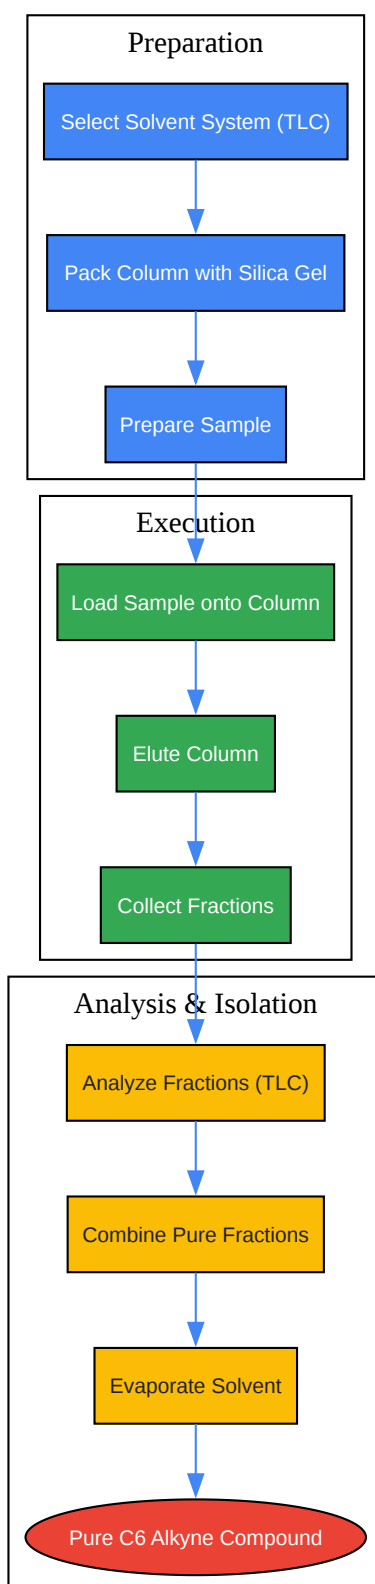 Preparation
Select Solvent System (TLC)
Pack Column with Silica Gel
Prepare Sample
Execution
Load Sample onto Column
Elute Column
Collect Fractions
Analysis & Isolation
Analyze Fractions (TLC)
Combine Pure Fractions
Evaporate Solvent
Pure C6 Alkyne Compound